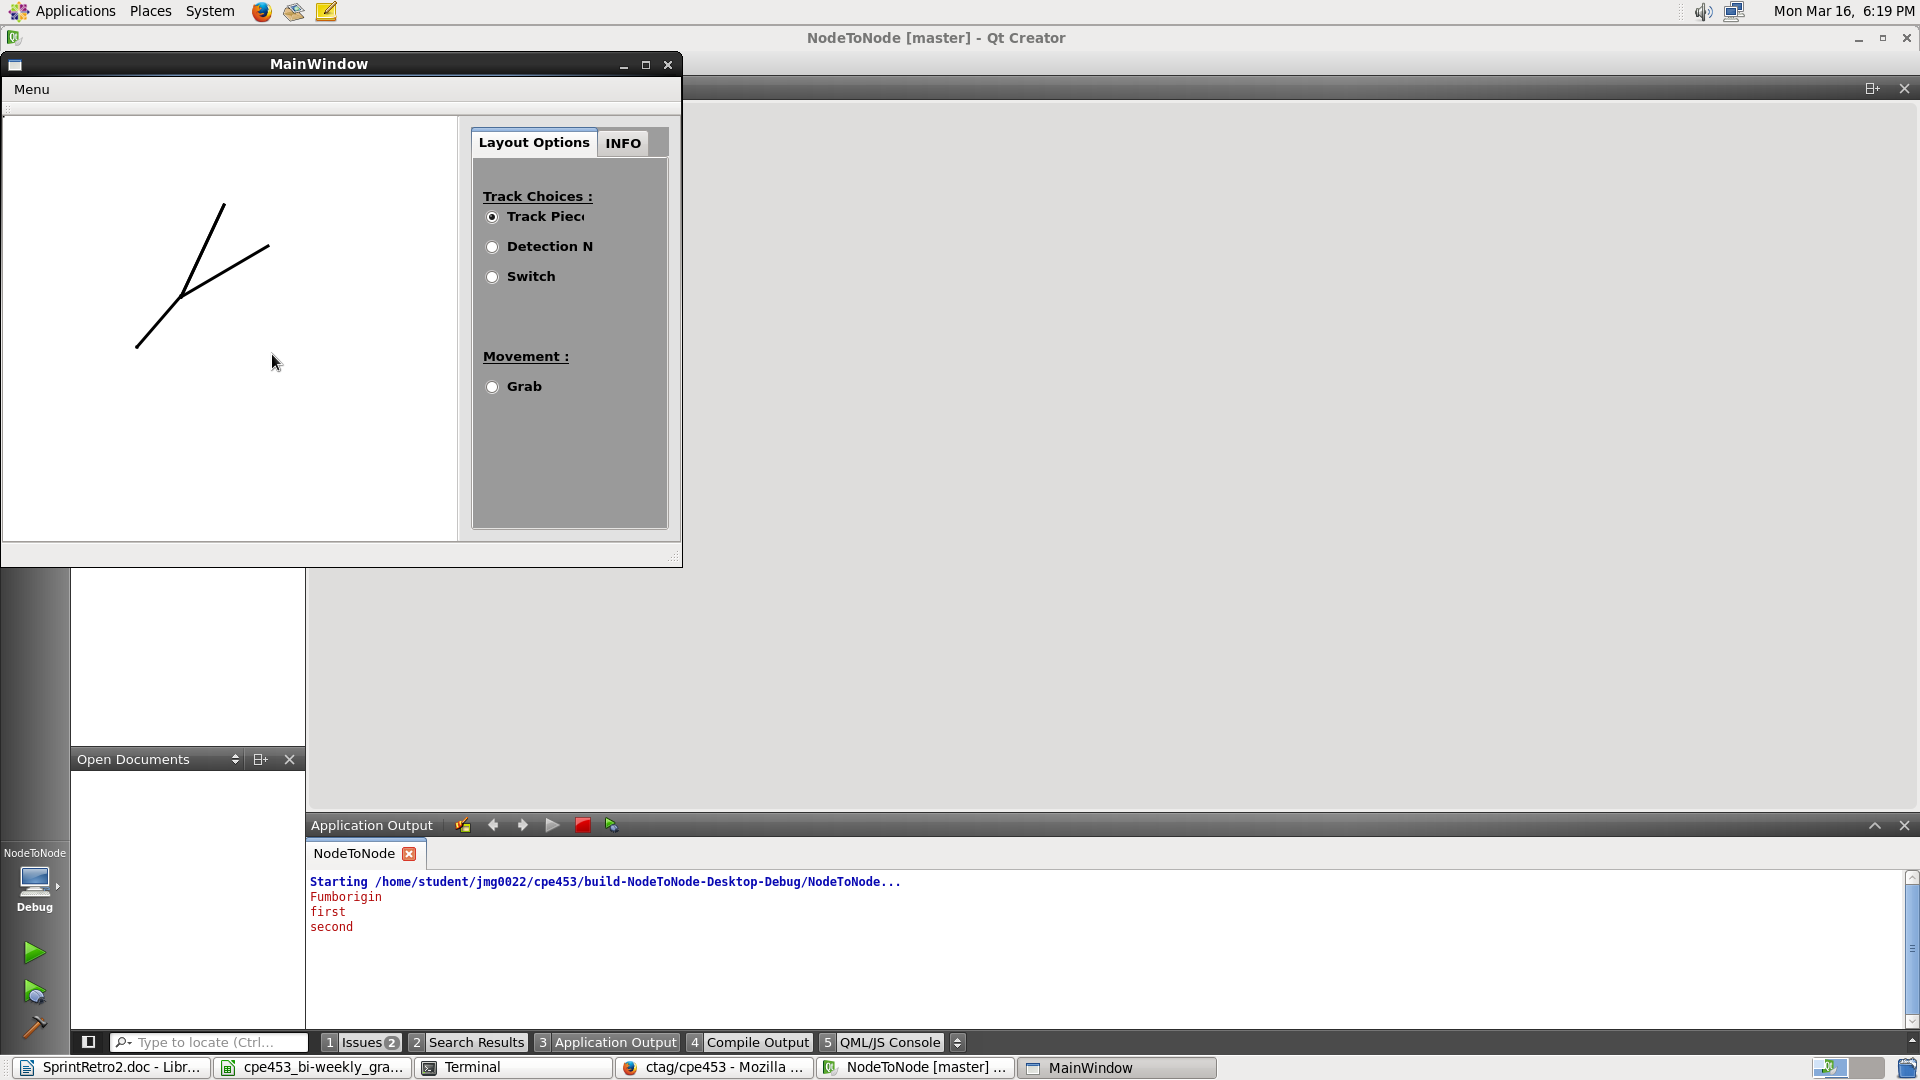 Applications Places System
Mon Mar 16, 6:19 PM
NodeToNode [master] - Qt Creator
MainWindow
Menu
Layout Options INFO
Track Choices :
Track Piec
Detection N
Switch
Movement :
Grab
Open Documents
Application Output
NodeToNode
NodeToNode
Debug
Starting /home/student/jmg0022/cpe453/build-NodeToNode-Desktop-Debug/NodeToNode...
Fumborigin
first
second
Type to locate (Ctrl...
1 Issues 2
2 Search Results
3 Application Output
4 Compile Output
5 QML/JS Console
SprintRetro2.doc - Libr...
cpe453_bi-weekly_gra...
Terminal
ctag/cpe453 - Mozilla ...
NodeToNode [master] ...
MainWindow